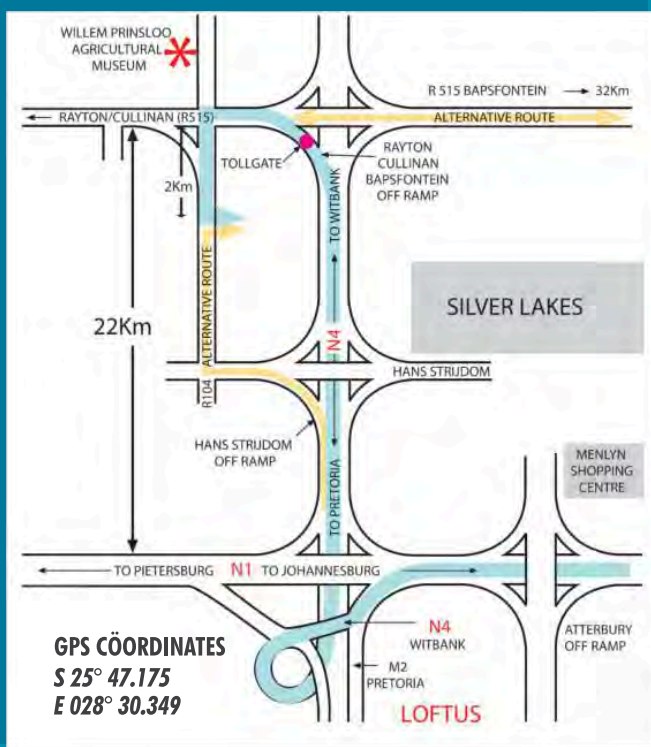 WILLEM PRINSLOO
AGRICULTURAL
MUSEUM
R 515 BAPSFONTEIN
32Km
RAYTON/CULLINAN (R515)
ALTERNATIVE ROUTE
TOLLGATE
RAYTON
CULLINAN
BAPSFONTEIN
OFF RAMP
2Km
TO WITBANK
ALTERNATIVE ROUTE
22Km
SILVER LAKES
N4
R104
HANS STRIJDOM
HANS STRIJDOM
OFF RAMP
MENLYN
SHOPPING
CENTRE
TO PRETORIA
TO PIETERSBURG N1 TO JOHANNESBURG
N4
WITBANK
ATTERBURY
OFF RAMP
GPS CÖORDINATES
S 25° 47.175
E 028° 30.349
M2
PRETORIA
LOFTUS